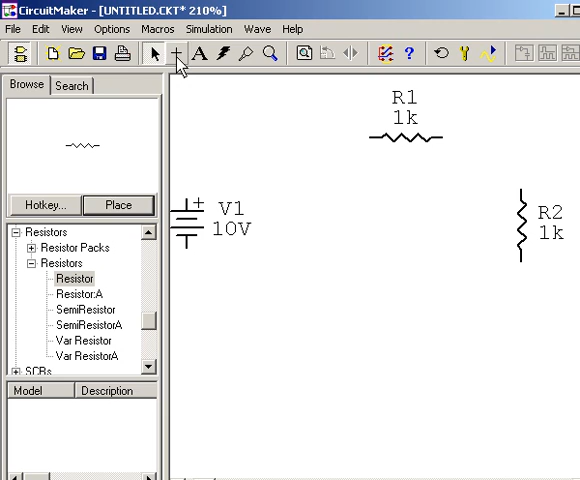 CircuitMaker - [UNTITLED.CKT* 210%]
File Edit View Options Macros Simulation Wave Help
A ?
Browse Search
Hotkey... Place
Resistors
Resistor Packs
Resistors
Resistor
Resistor:A
SemiResistor
SemiResistorA
Var Resistor
Var ResistorA
SCRs
Model Description
R1
1k
+ V1
10V
R2
1k